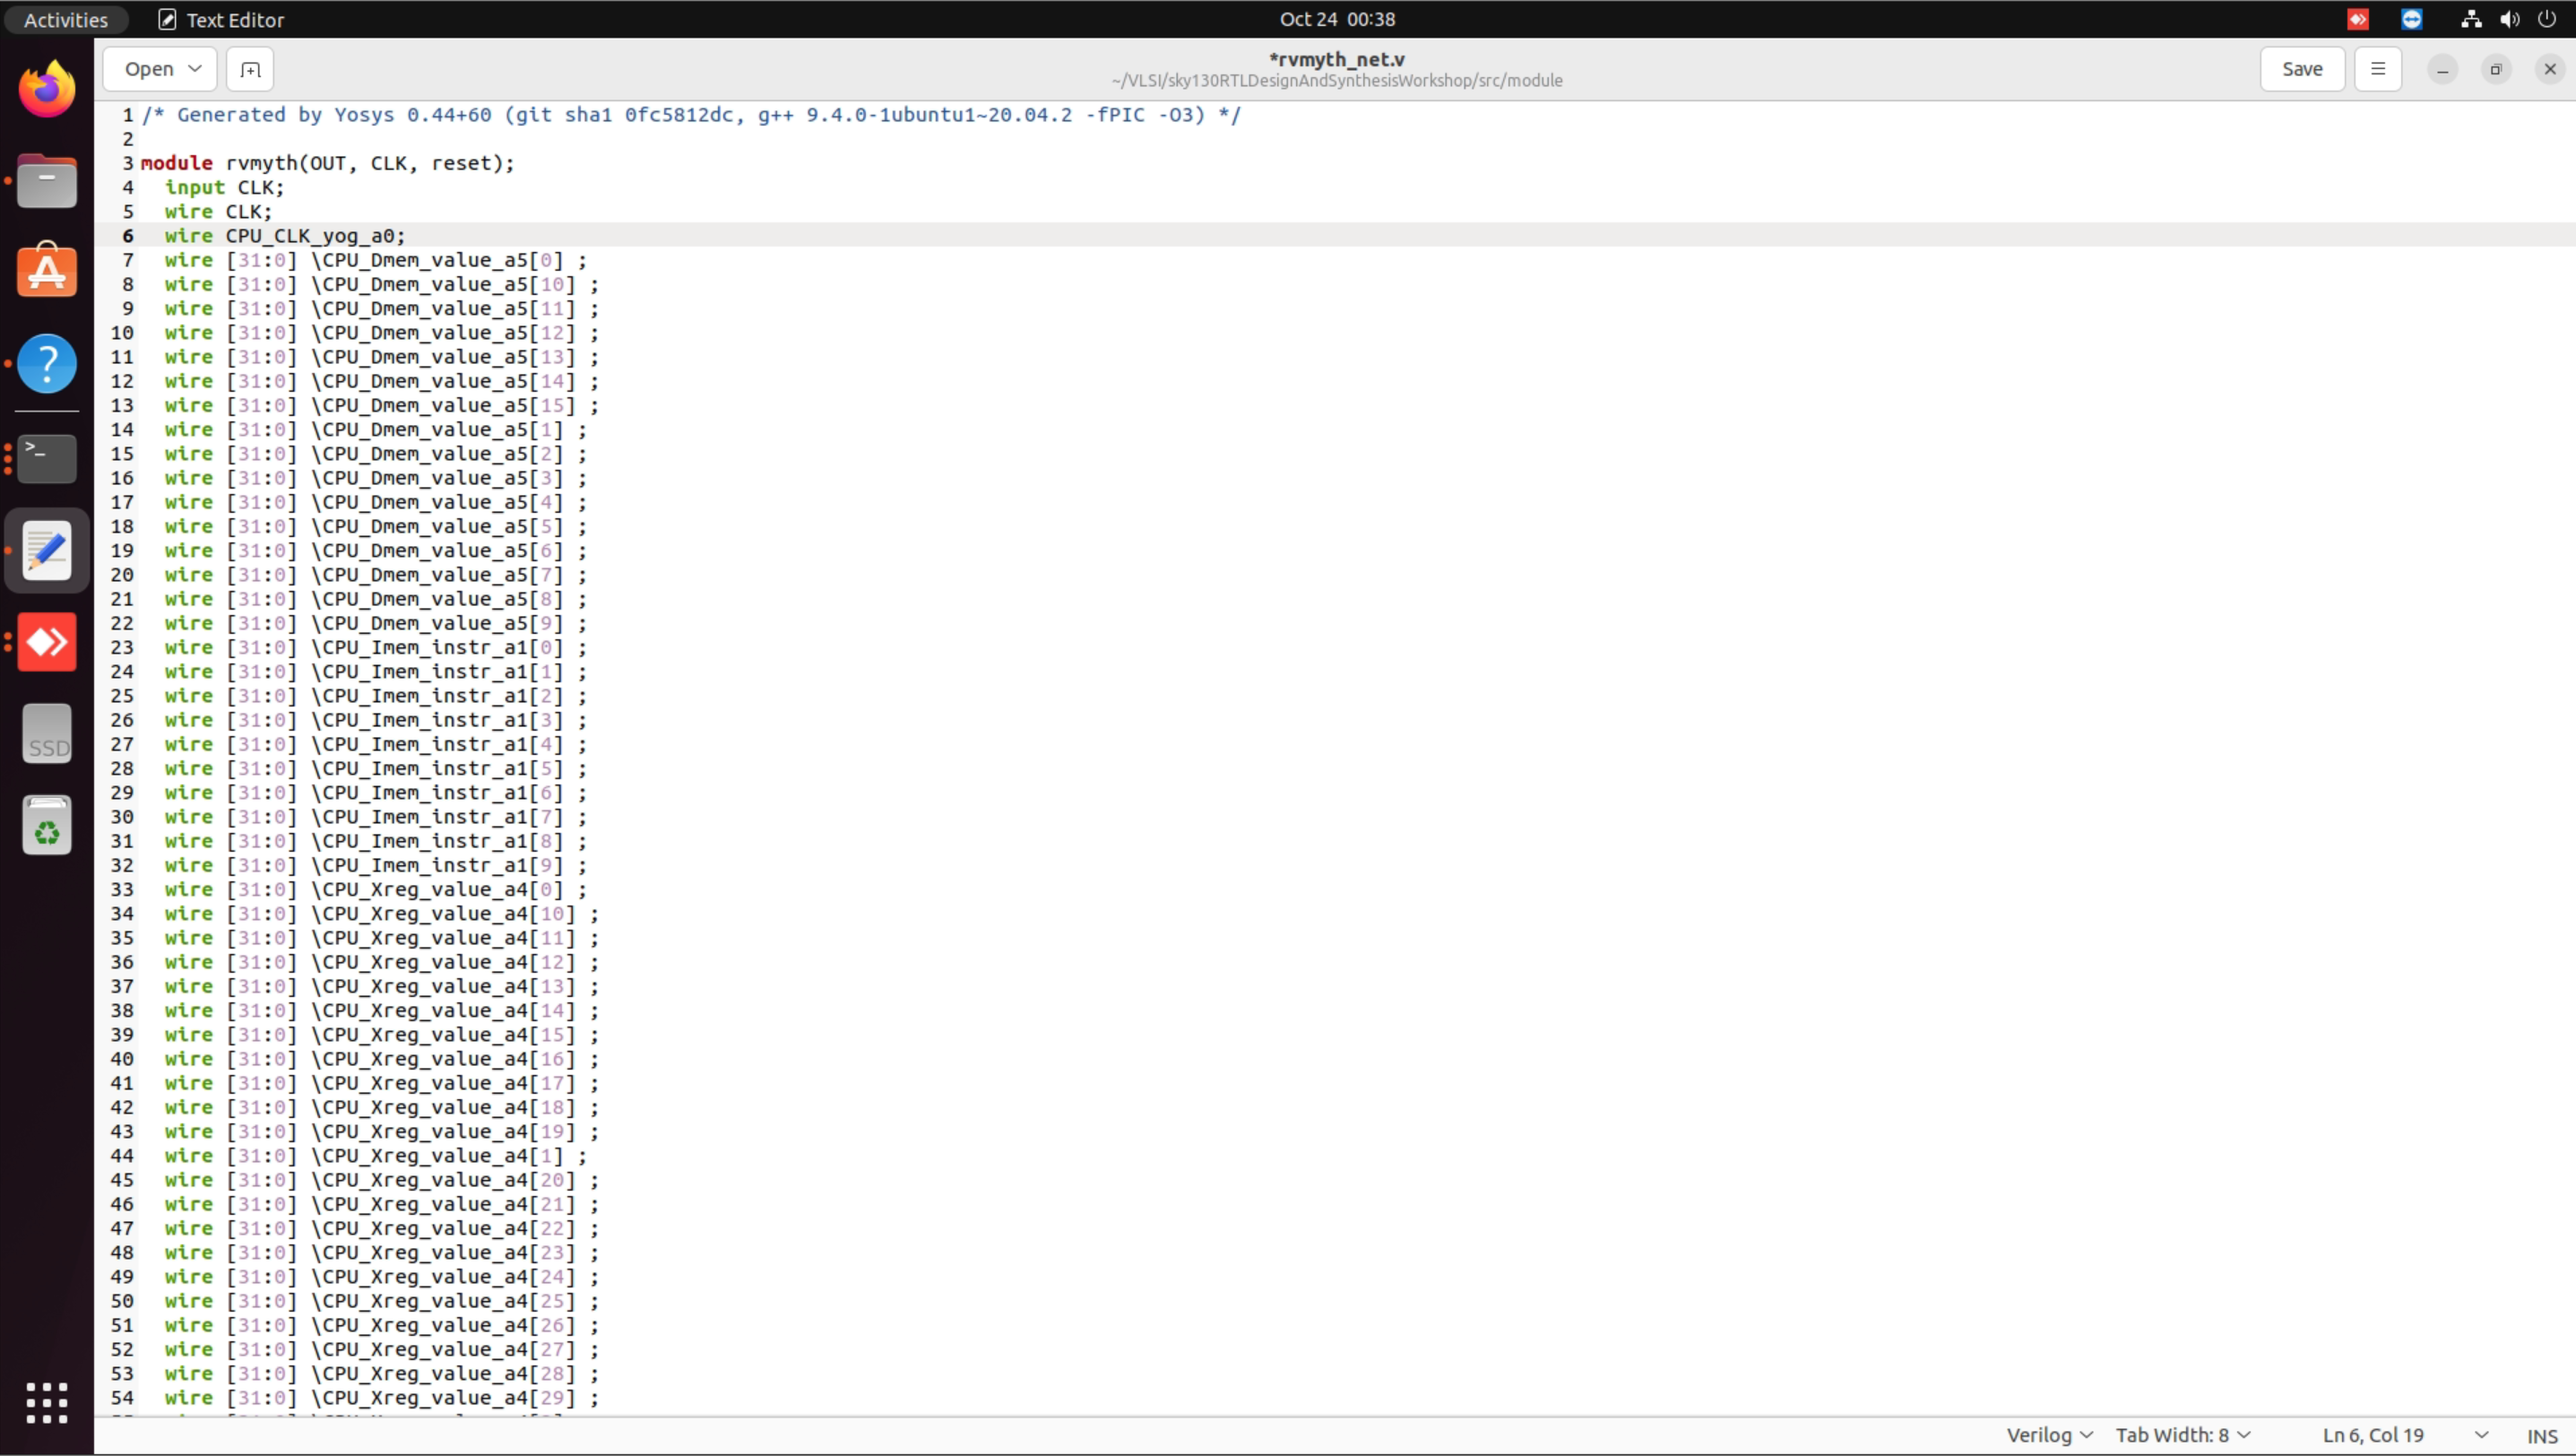 Activities Text Editor Oct 24 00:38
Open *rvmyth_net.v Save
~/VLSI/sky130RTLDesignAndSynthesisWorkshop/src/module
1 /* Generated by Yosys 0.44+60 (git sha1 0fc5812dc, g++ 9.4.0-1ubuntu1~20.04.2 -fPIC -O3) */
2
3 module rvmyth(OUT, CLK, reset);
4 input CLK;
5 wire CLK;
6 wire CPU_CLK_yog_a0;
7 wire [31:0] \CPU_Dmem_value_a5[0] ;
8 wire [31:0] \CPU_Dmem_value_a5[10] ;
9 wire [31:0] \CPU_Dmem_value_a5[11] ;
10 wire [31:0] \CPU_Dmem_value_a5[12] ;
11 wire [31:0] \CPU_Dmem_value_a5[13] ;
12 wire [31:0] \CPU_Dmem_value_a5[14] ;
13 wire [31:0] \CPU_Dmem_value_a5[15] ;
14 wire [31:0] \CPU_Dmem_value_a5[1] ;
15 wire [31:0] \CPU_Dmem_value_a5[2] ;
16 wire [31:0] \CPU_Dmem_value_a5[3] ;
17 wire [31:0] \CPU_Dmem_value_a5[4] ;
18 wire [31:0] \CPU_Dmem_value_a5[5] ;
19 wire [31:0] \CPU_Dmem_value_a5[6] ;
20 wire [31:0] \CPU_Dmem_value_a5[7] ;
21 wire [31:0] \CPU_Dmem_value_a5[8] ;
22 wire [31:0] \CPU_Dmem_value_a5[9] ;
23 wire [31:0] \CPU_Imem_instr_a1[0] ;
24 wire [31:0] \CPU_Imem_instr_a1[1] ;
25 wire [31:0] \CPU_Imem_instr_a1[2] ;
26 wire [31:0] \CPU_Imem_instr_a1[3] ;
27 wire [31:0] \CPU_Imem_instr_a1[4] ;
28 wire [31:0] \CPU_Imem_instr_a1[5] ;
29 wire [31:0] \CPU_Imem_instr_a1[6] ;
30 wire [31:0] \CPU_Imem_instr_a1[7] ;
31 wire [31:0] \CPU_Imem_instr_a1[8] ;
32 wire [31:0] \CPU_Imem_instr_a1[9] ;
33 wire [31:0] \CPU_Xreg_value_a4[0] ;
34 wire [31:0] \CPU_Xreg_value_a4[10] ;
35 wire [31:0] \CPU_Xreg_value_a4[11] ;
36 wire [31:0] \CPU_Xreg_value_a4[12] ;
37 wire [31:0] \CPU_Xreg_value_a4[13] ;
38 wire [31:0] \CPU_Xreg_value_a4[14] ;
39 wire [31:0] \CPU_Xreg_value_a4[15] ;
40 wire [31:0] \CPU_Xreg_value_a4[16] ;
41 wire [31:0] \CPU_Xreg_value_a4[17] ;
42 wire [31:0] \CPU_Xreg_value_a4[18] ;
43 wire [31:0] \CPU_Xreg_value_a4[19] ;
44 wire [31:0] \CPU_Xreg_value_a4[1] ;
45 wire [31:0] \CPU_Xreg_value_a4[20] ;
46 wire [31:0] \CPU_Xreg_value_a4[21] ;
47 wire [31:0] \CPU_Xreg_value_a4[22] ;
48 wire [31:0] \CPU_Xreg_value_a4[23] ;
49 wire [31:0] \CPU_Xreg_value_a4[24] ;
50 wire [31:0] \CPU_Xreg_value_a4[25] ;
51 wire [31:0] \CPU_Xreg_value_a4[26] ;
52 wire [31:0] \CPU_Xreg_value_a4[27] ;
53 wire [31:0] \CPU_Xreg_value_a4[28] ;
54 wire [31:0] \CPU_Xreg_value_a4[29] ;
SSD
Verilog Tab Width: 8 Ln 6, Col 19 INS